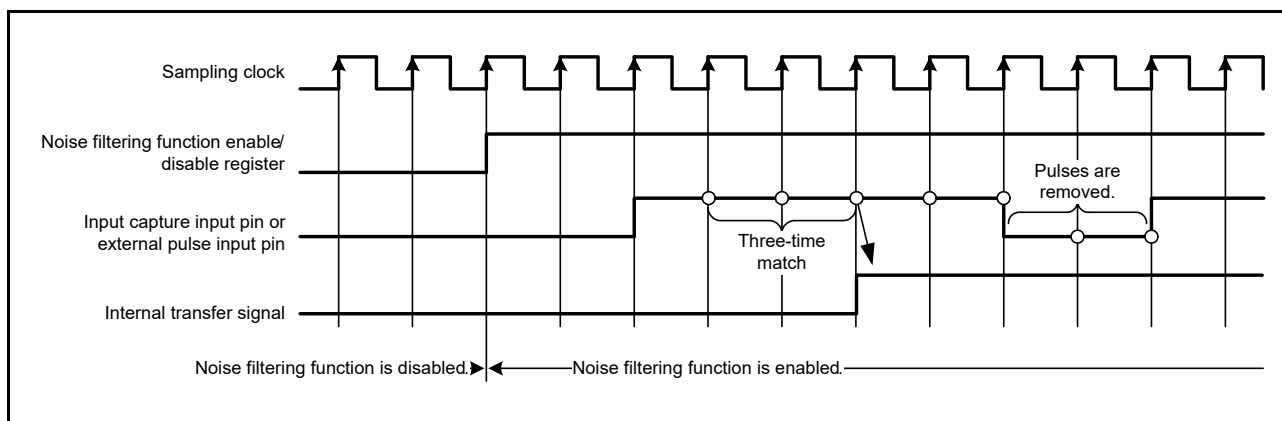 Sampling clock
Noise filtering function enable/
disable register
Pulses are
removed.
Input capture input pin or
external pulse input pin
Three-time
match
Internal transfer signal
Noise filtering function is disabled.
Noise filtering function is enabled.